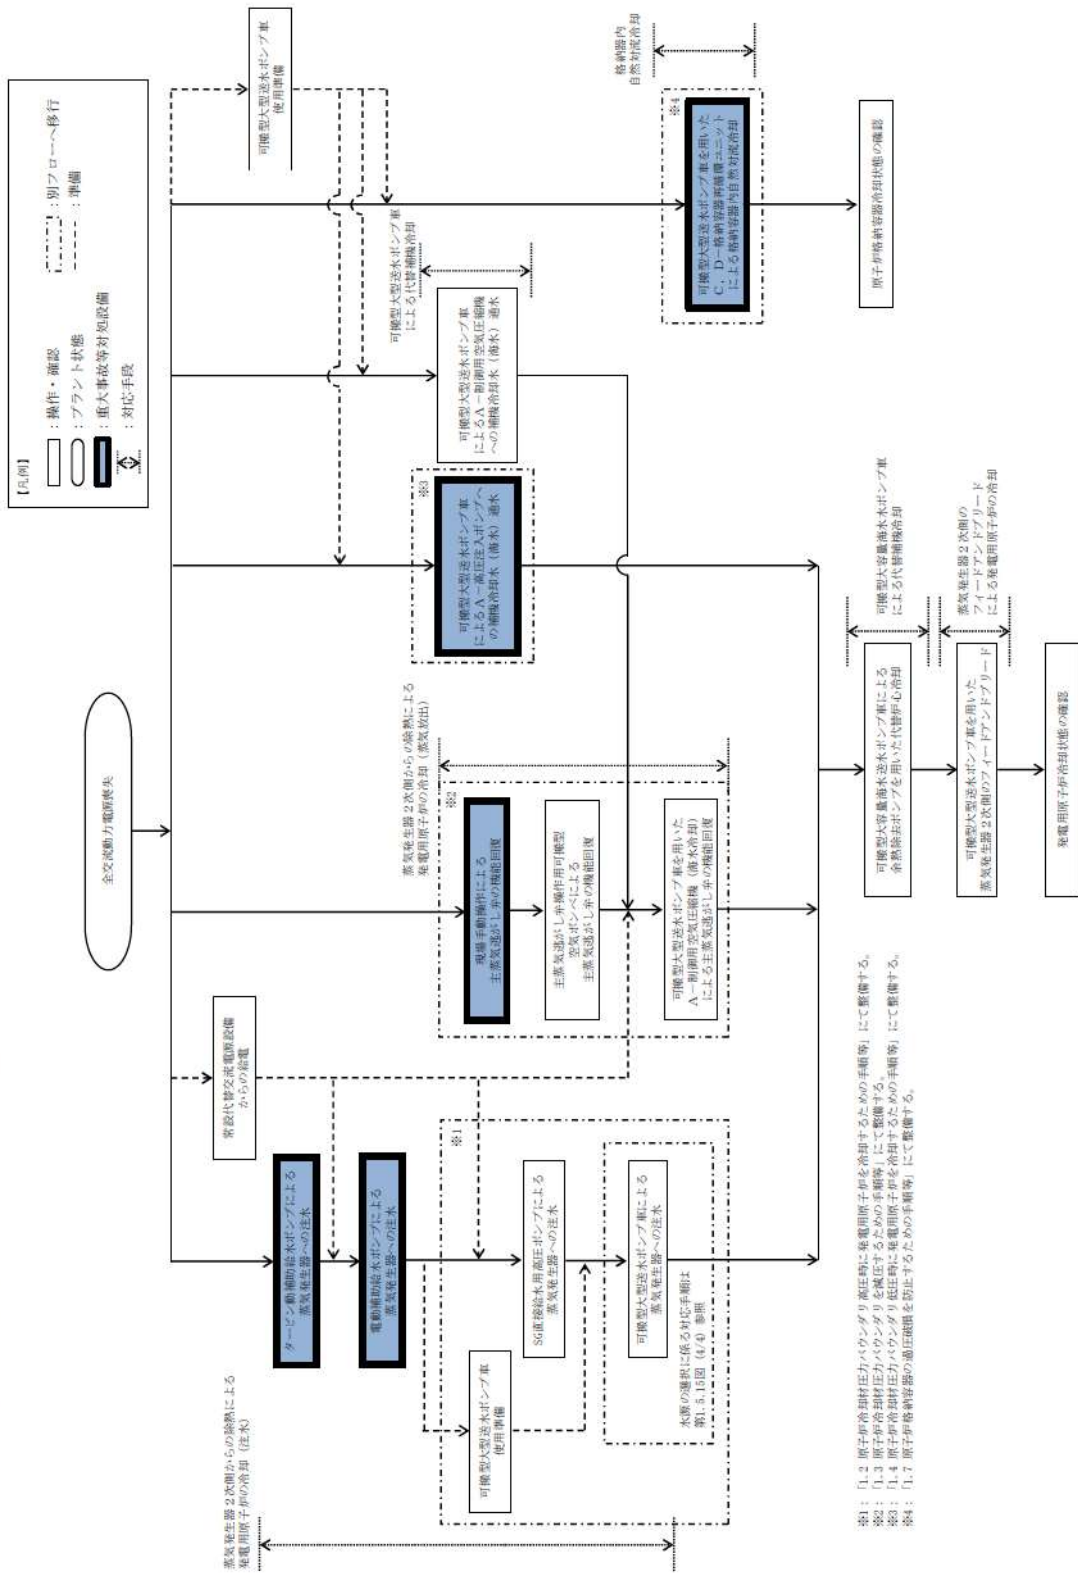 全交流動力電源喪失
【凡例】
：操作・確認
：プラント状態
：重大事故等対処設備
：対応手段
：別フローへ移行
：準備
蒸気発生器２次側からの除熱による
発電用原子炉の冷却（注水）
タービン動補助給水ポンプによる
蒸気発生器への注水
電動補助給水ポンプによる
蒸気発生器への注水
常設代替交流電源設備
からの給電
※1
可搬型大型送水ポンプ車
使用準備
SG直接給水用高圧ポンプによる
蒸気発生器への注水
可搬型大型送水ポンプ車による
蒸気発生器への注水
水源の選択に係る対応手順は
第1.5.15図（4/4）参照
蒸気発生器２次側からの除熱による
発電用原子炉の冷却（蒸気放出）
※2
現場手動操作による
主蒸気逃がし弁の機能回復
主蒸気逃がし弁操作用可搬型
空気ボンベによる
主蒸気逃がし弁の機能回復
可搬型大型送水ポンプ車を用いた
Ａ－制御用空気圧縮機（海水冷却）
による主蒸気逃がし弁の機能回復
※3
可搬型大型送水ポンプ車
によるＡ－高圧注入ポンプへ
の補機冷却水（海水）通水
可搬型大型送水ポンプ車
による代替補機冷却
可搬型大型送水ポンプ車
によるＡ－制御用空気圧縮機
への補機冷却水（海水）通水
可搬型大型送水ポンプ車
使用準備
格納容器内
自然対流冷却
※4
可搬型大型送水ポンプ車を用いた
Ｃ，Ｄ－格納容器再循環ユニット
による格納容器内自然対流冷却
原子炉格納容器冷却状態の確認
可搬型大容量海水送水ポンプ車による
余熱除去ポンプを用いた代替炉心冷却
可搬型大容量海水水ポンプ車
による代替補機冷却
可搬型大型送水ポンプ車を用いた
蒸気発生器２次側のフィードアンドブリード
蒸気発生器２次側の
フィードアンドブリード
による発電用原子炉の冷却
発電用原子炉冷却状態の確認
※1：「1.2 原子炉冷却材圧力バウンダリ高圧時に発電用原子炉を冷却するための手順等」にて整備する。
※2：「1.3 原子炉冷却材圧力バウンダリを減圧するための手順等」にて整備する。
※3：「1.4 原子炉冷却材圧力バウンダリ低圧時に発電用原子炉を冷却するための手順等」にて整備する。
※4：「1.7 原子炉格納容器の過圧破損を防止するための手順等」にて整備する。